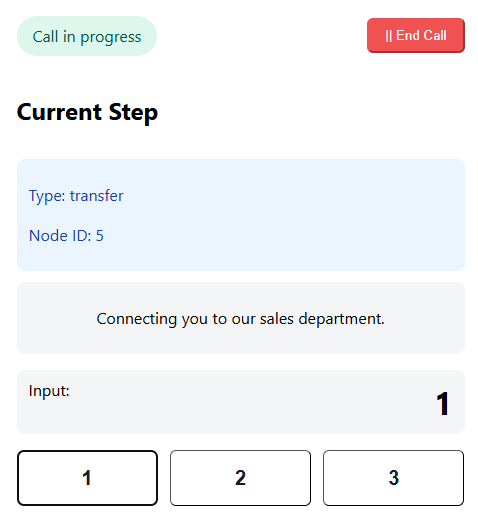 Call in progress
|| End Call
Current Step
Type: transfer
Node ID: 5
Connecting you to our sales department.
Input:
1
1 2 3